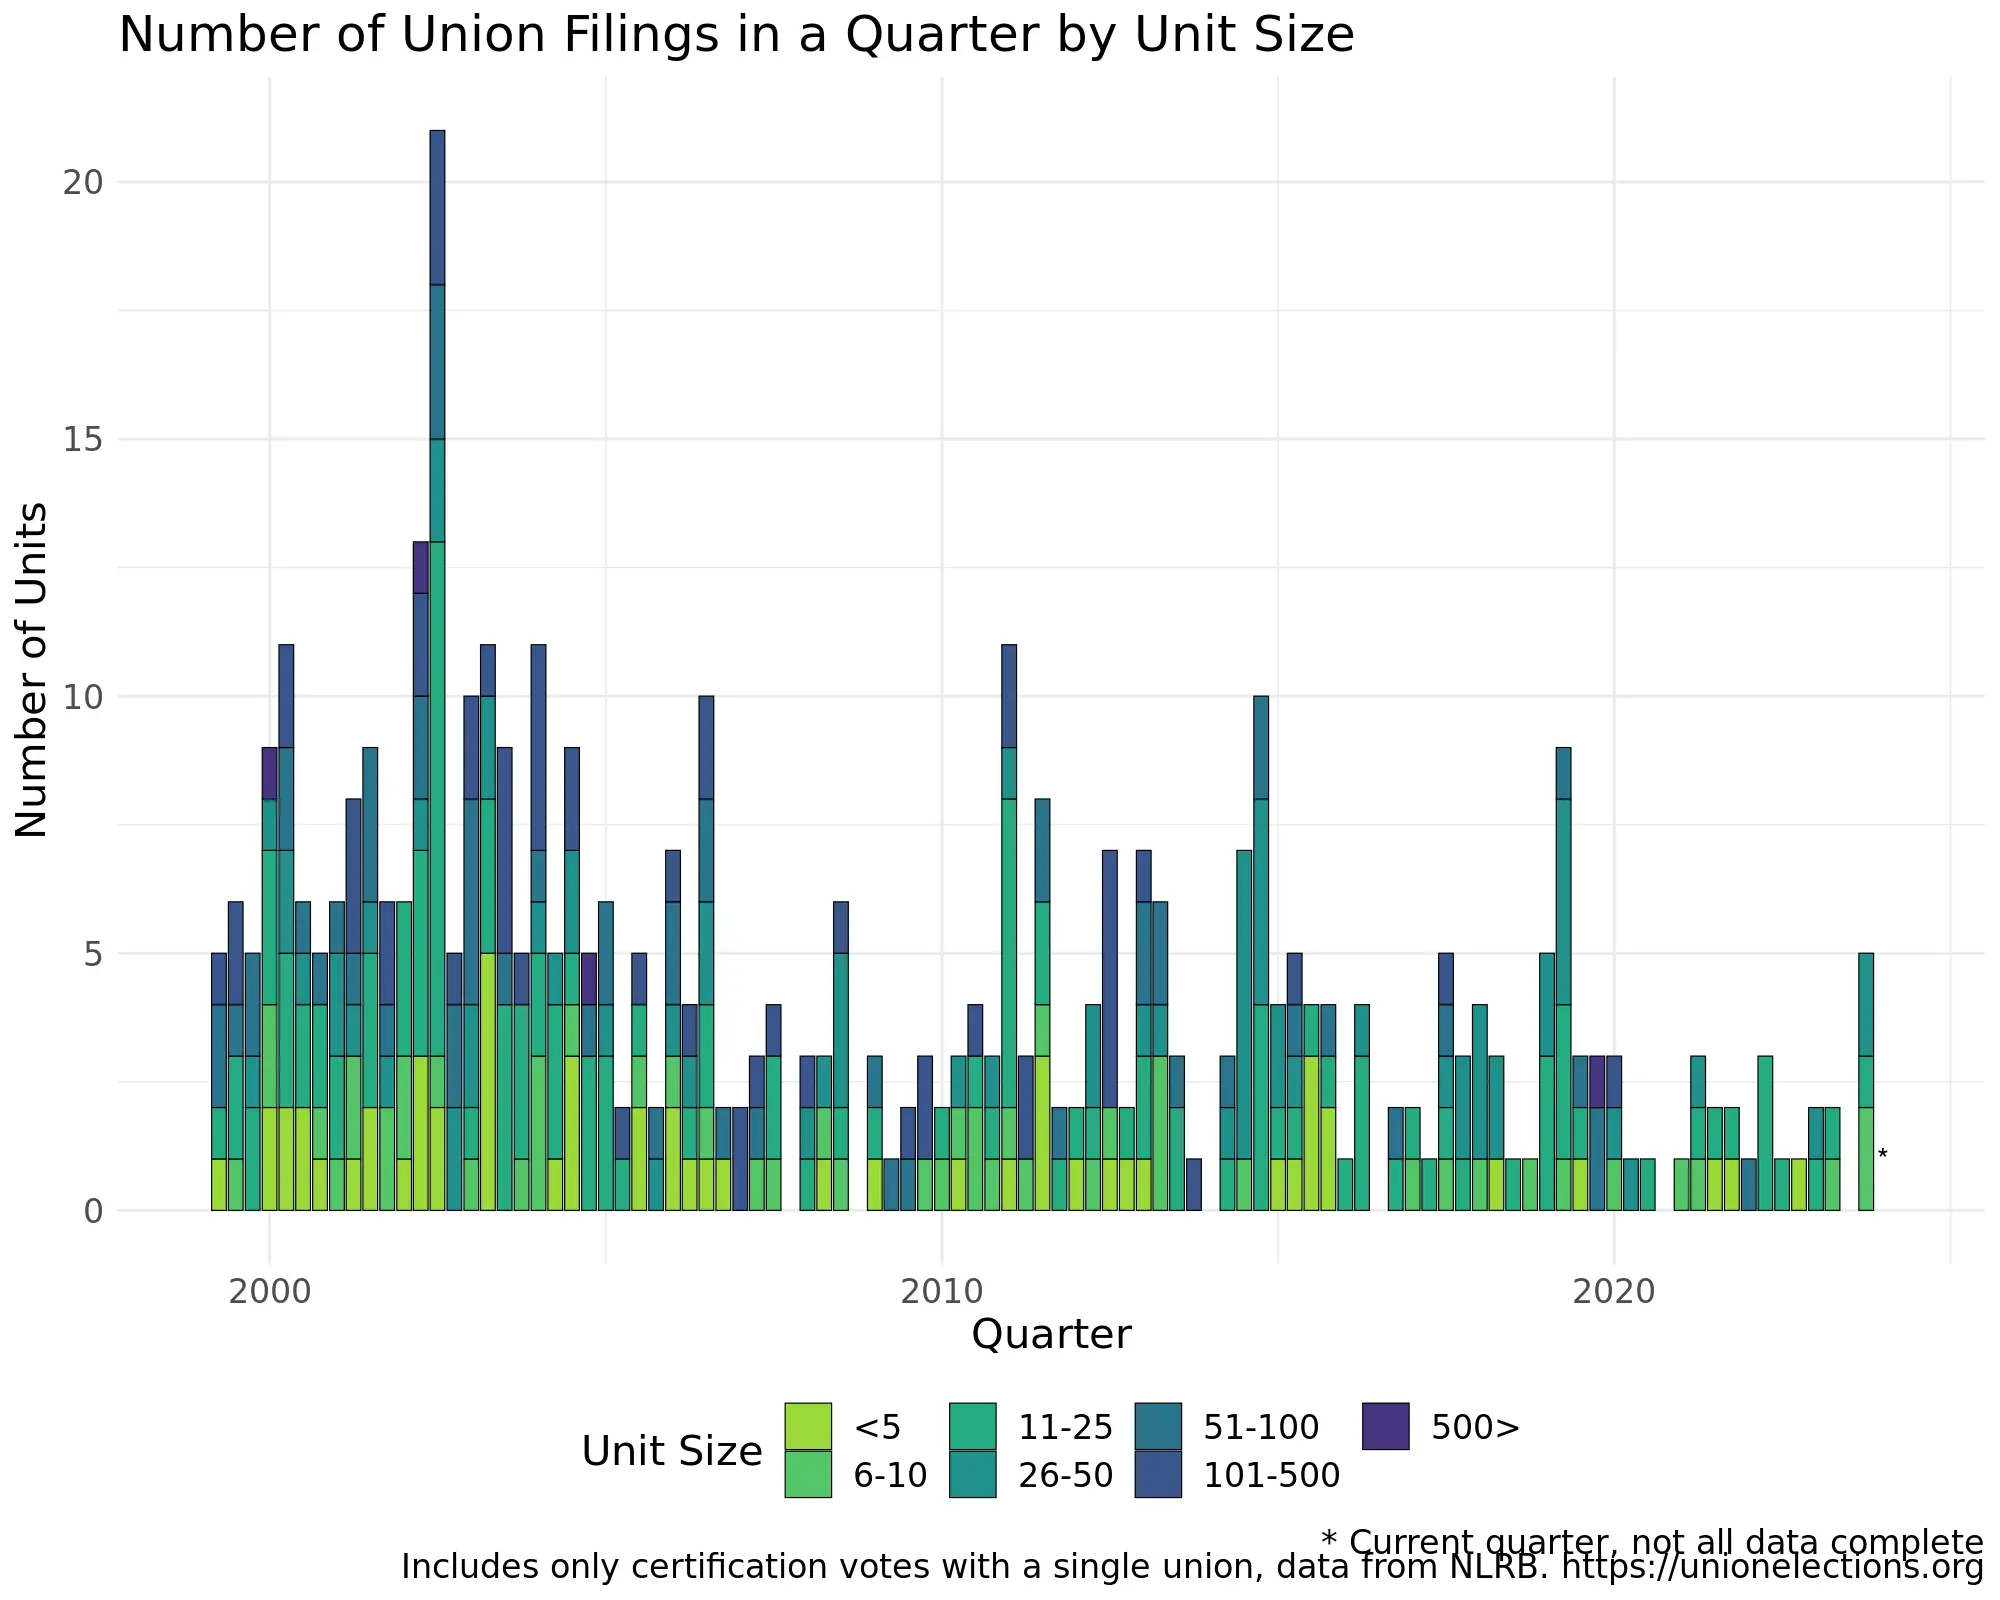 Number of Union Filings in a Quarter by Unit Size
Number of Units
20
15
10
5
0
*
2000 2010 2020
Quarter
Unit Size
<5 11-25 51-100 500>
6-10 26-50 101-500
* Current quarter, not all data complete
Includes only certification votes with a single union, data from NLRB. https://unionelections.org